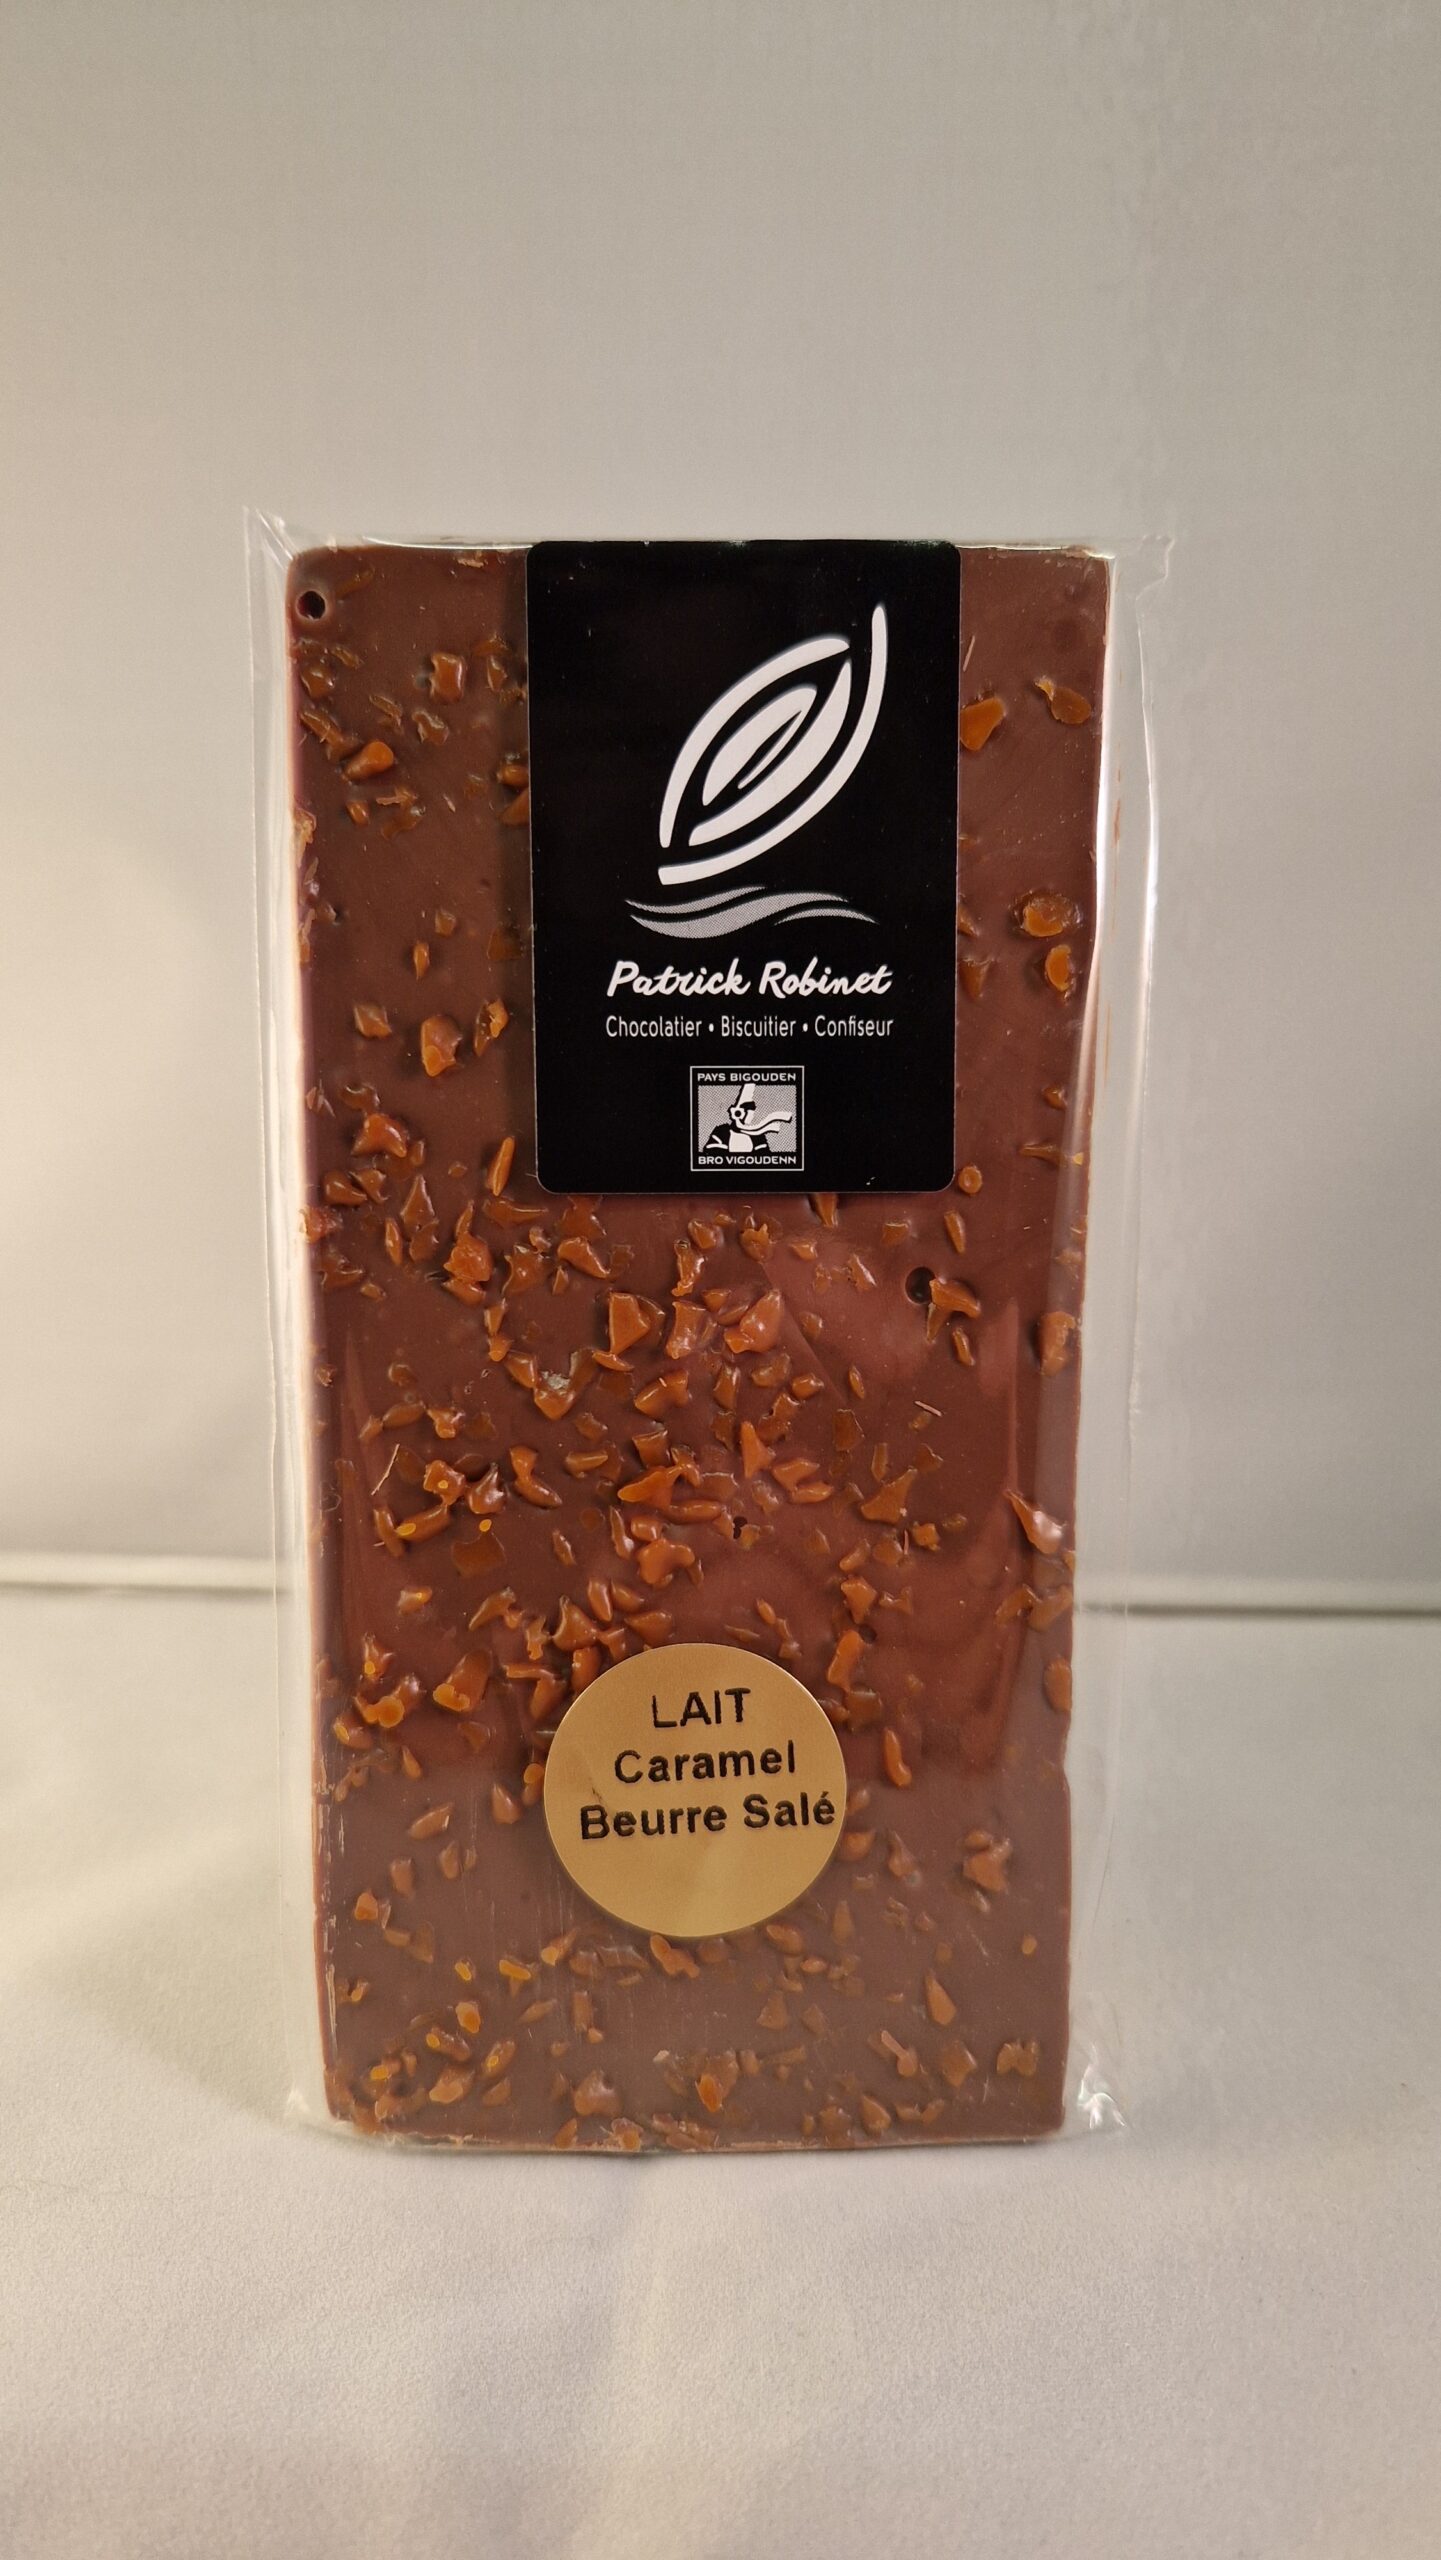 Patrick Robinet
Chocolatier • Biscuitier • Confiseur
PAYS BIGOUDEN
BRO VIGOUDENN
LAIT
Caramel
Beurre Salé